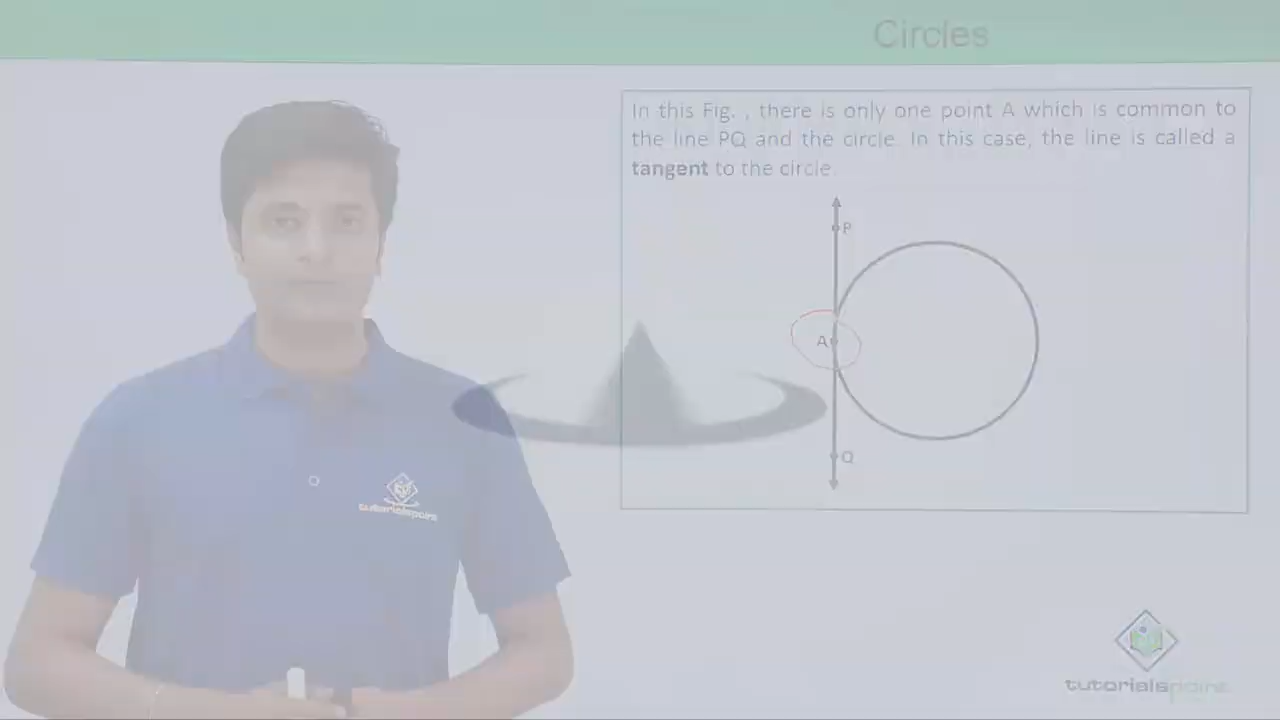 Circles
In this Fig. , there is only one point A which is common to
the line PQ and the circle. In this case, the line is called a
tangent to the circle.
P
A
Q
tutorialspoint
tutorialspoint